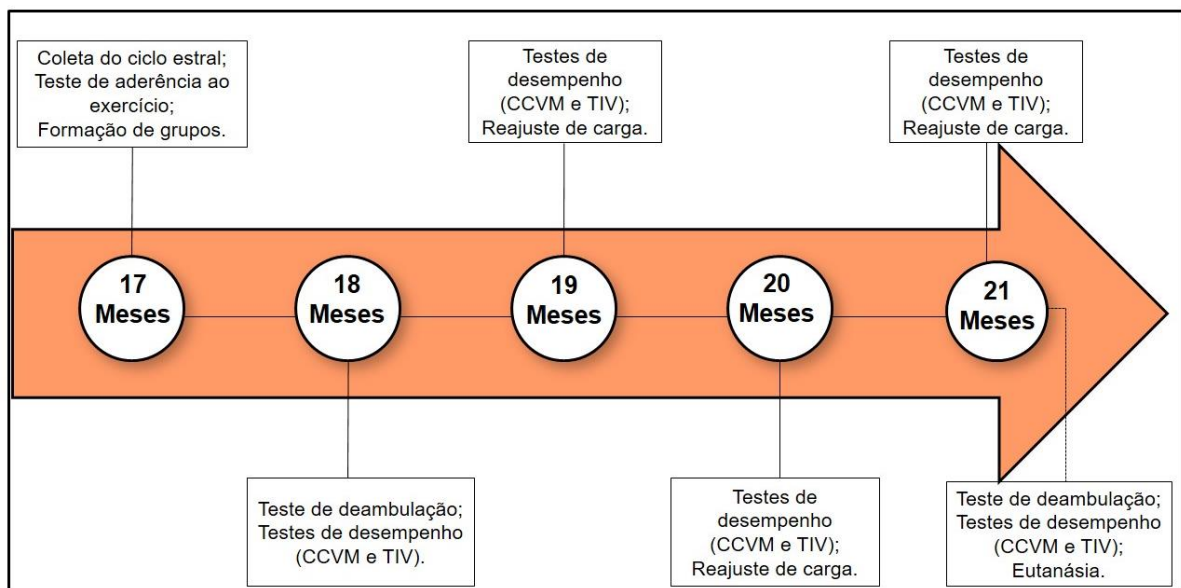 Coleta do ciclo estral;
Teste de aderência ao
exercício;
Formação de grupos.
Testes de
desempenho
(CCVM e TIV);
Reajuste de carga.
Testes de
desempenho
(CCVM e TIV);
Reajuste de carga.
17
Meses
18
Meses
19
Meses
20
Meses
21
Meses
Teste de deambulação;
Testes de desempenho
(CCVM e TIV).
Testes de
desempenho
(CCVM e TIV);
Reajuste de carga.
Teste de deambulação;
Testes de desempenho
(CCVM e TIV);
Eutanásia.